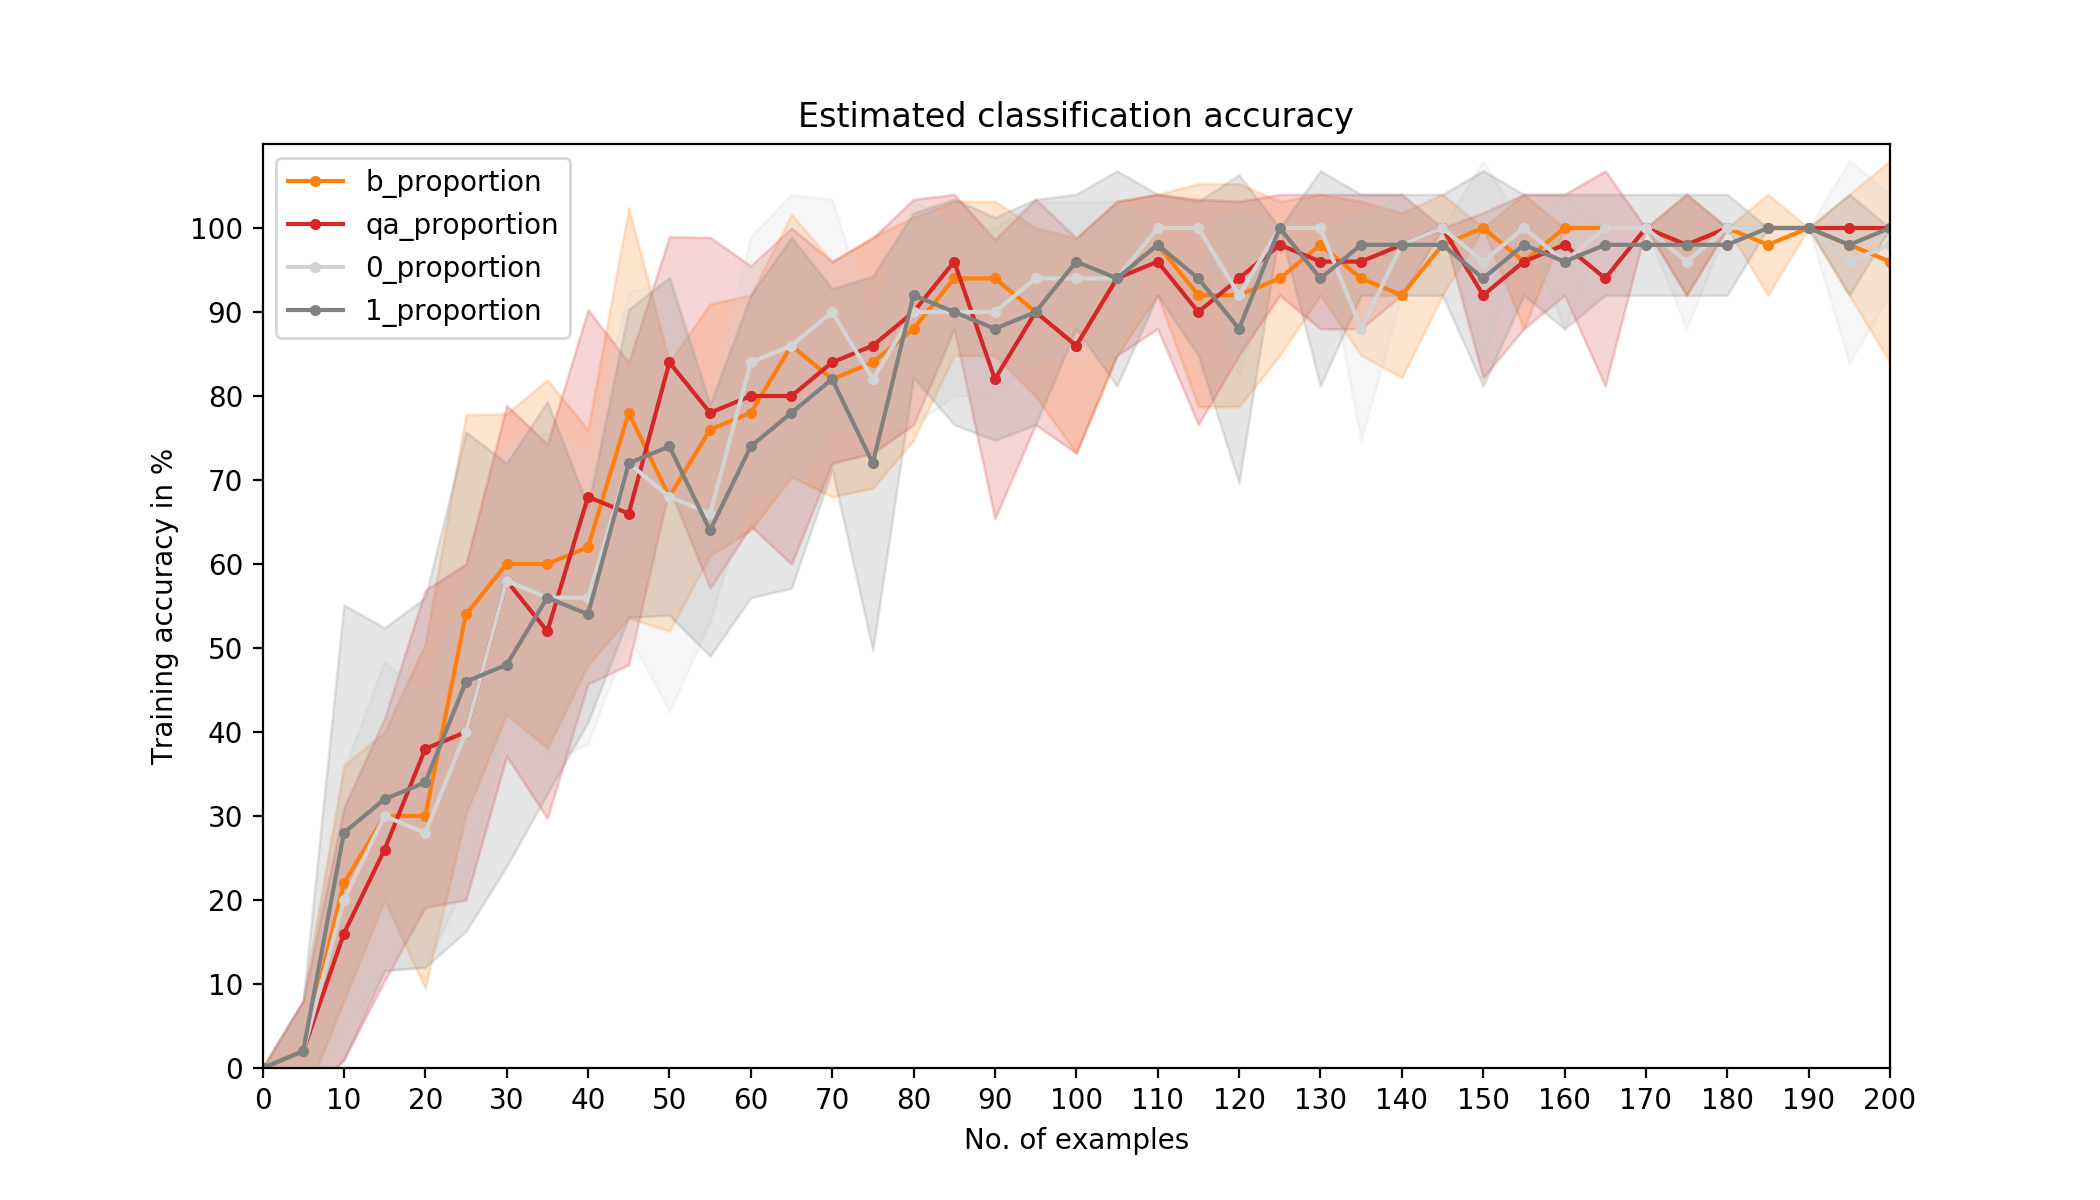 Estimated classification accuracy
b_proportion
qa_proportion
0_proportion
1_proportion
Training accuracy in %
100
90
80
70
60
50
40
30
20
10
0
0 10 20 30 40 50 60 70 80 90 100 110 120 130 140 150 160 170 180 190 200
No. of examples